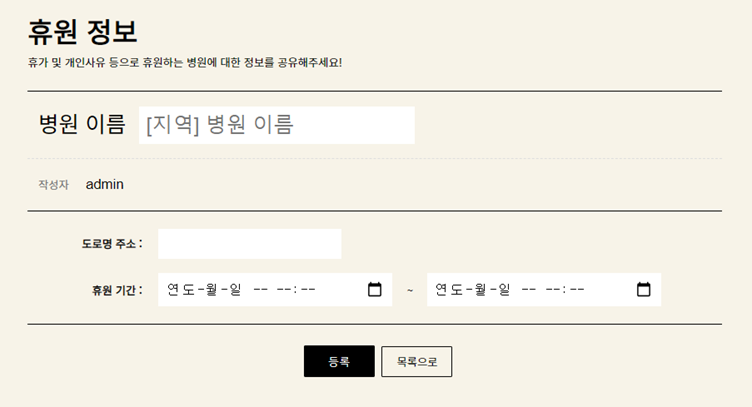 휴원 정보
휴가 및 개인사유 등으로 휴원하는 병원에 대한 정보를 공유해주세요!
병원 이름 [지역] 병원 이름
작성자 admin
도로명 주소 :
휴원 기간 : 연도-월-일 -- --:-- ~ 연도-월-일 -- --:--
등록 목록으로